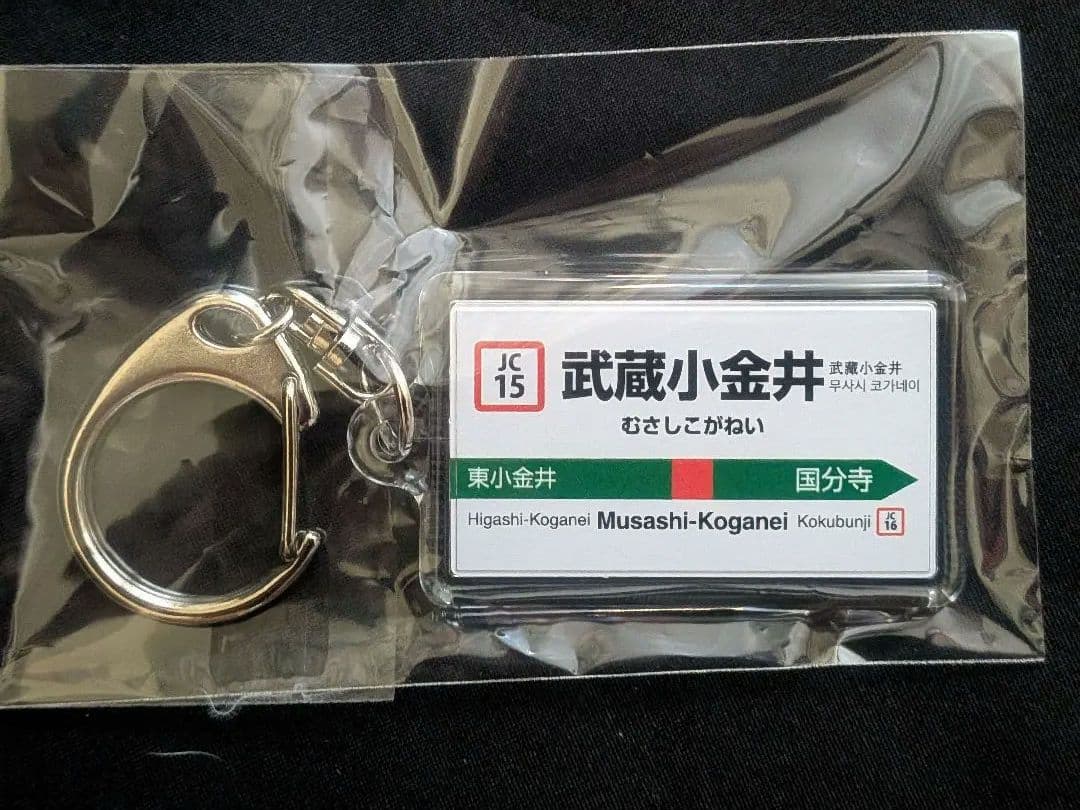 JC
15
武蔵小金井
武藏小金井
무사시 코가네이
むさしこがねい
東小金井 国分寺
Higashi-Koganei Musashi-Koganei Kokubunji JC
16